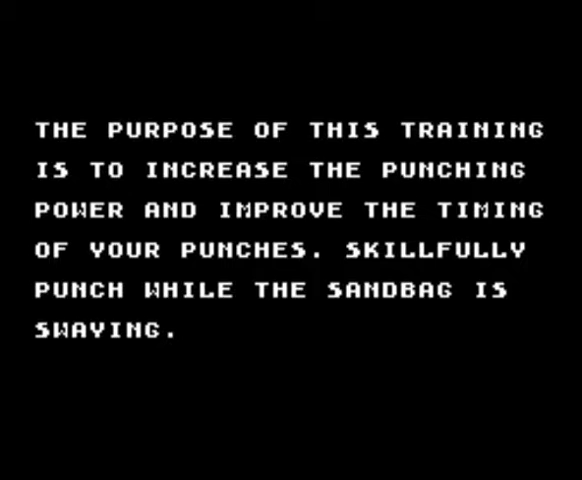 THE PURPOSE OF THIS TRAINING
IS TO INCREASE THE PUNCHING
POWER AND IMPROVE THE TIMING
OF YOUR PUNCHES. SKILLFULLY
PUNCH WHILE THE SANDBAG IS
SWAYING.